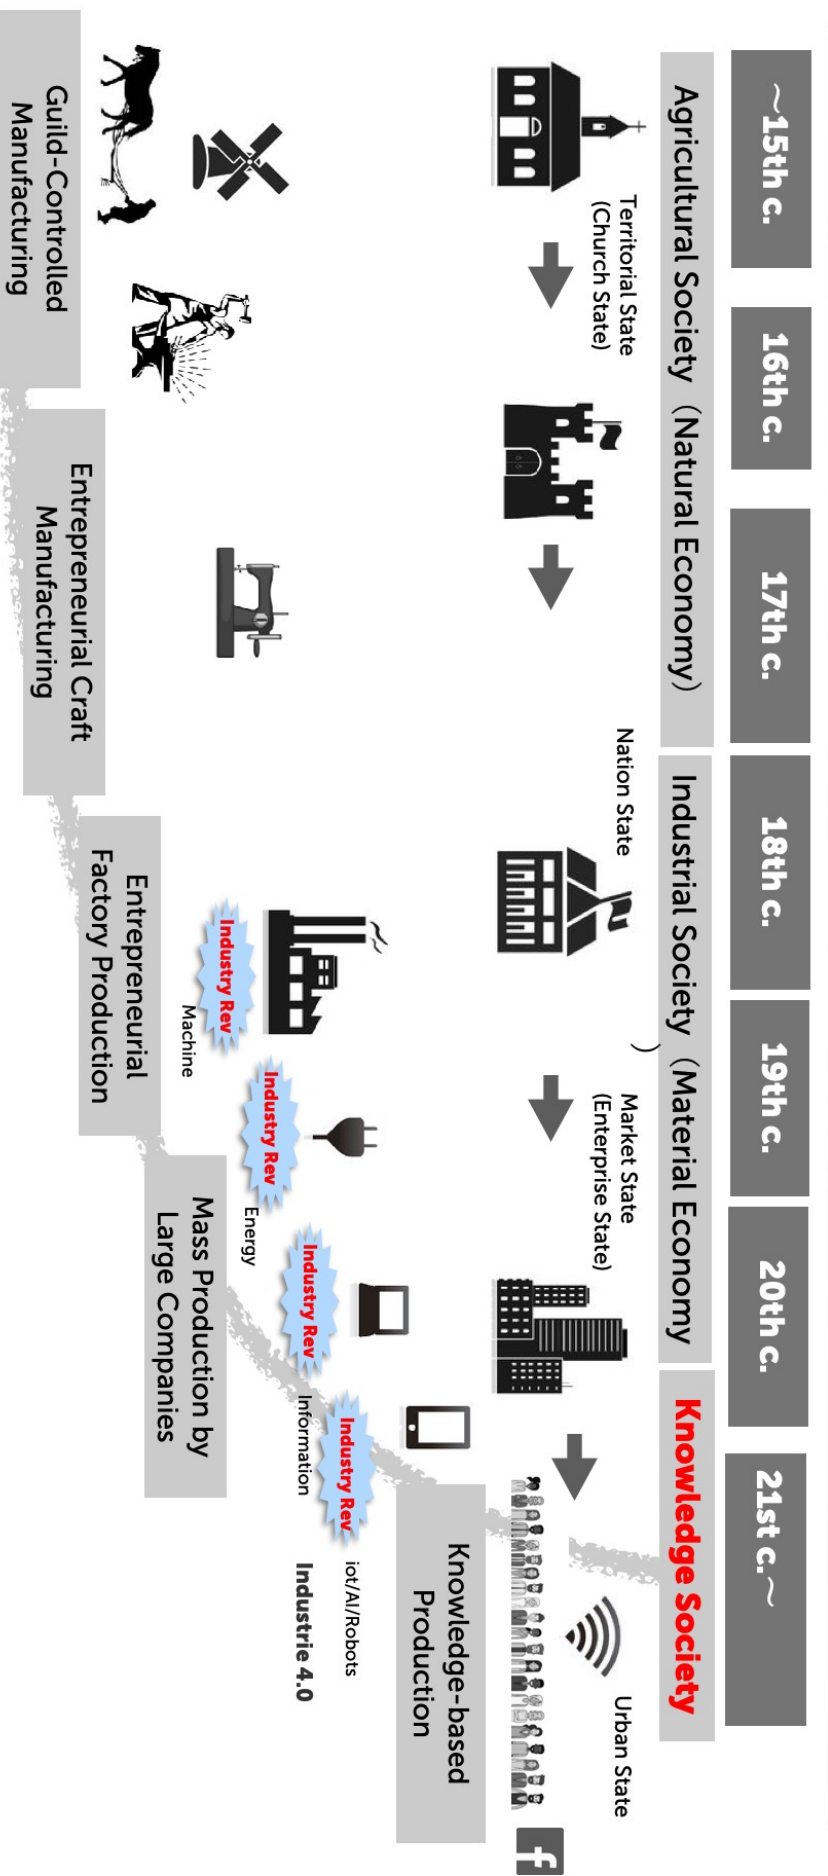 ~15th c.
16th c.
17th c.
18th c.
19th c.
20th c.
21st c.~
Agricultural Society (Natural Economy)
Industrial Society (Material Economy
)
Knowledge Society
Territorial State
(Church State)
Nation State
Market State
(Enterprise State)
Urban State
f
Industry Rev
Machine
Industry Rev
Energy
Industry Rev
Information
Industry Rev
iot/AI/Robots
Industrie 4.0
Guild-Controlled
Manufacturing
Entrepreneurial Craft
Manufacturing
Entrepreneurial
Factory Production
Mass Production by
Large Companies
Knowledge-based
Production